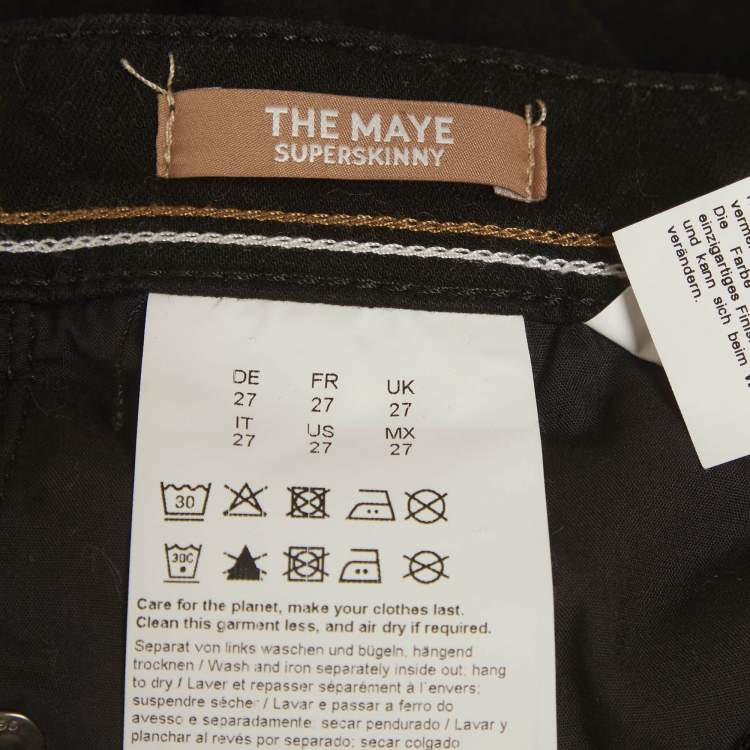 THE MAYE
SUPERSKINNY
Die Farbe
einzigartiges
und kann sich beim
verändern.
DE FR UK
27 27 27
IT US MX
27 27 27
30
30C
Care for the planet, make your clothes last.
Clean this garment less, and air dry if required.
Separat von links waschen und bügeln, hängend
trocknen / Wash and iron separately inside out; hang
to dry / Laver et repasser séparément à l'envers;
suspendre sécher / Lavar e passar a ferro do
avesso e separadamente; secar pendurado / Lavar y
planchar al revés por separado; secar colgado